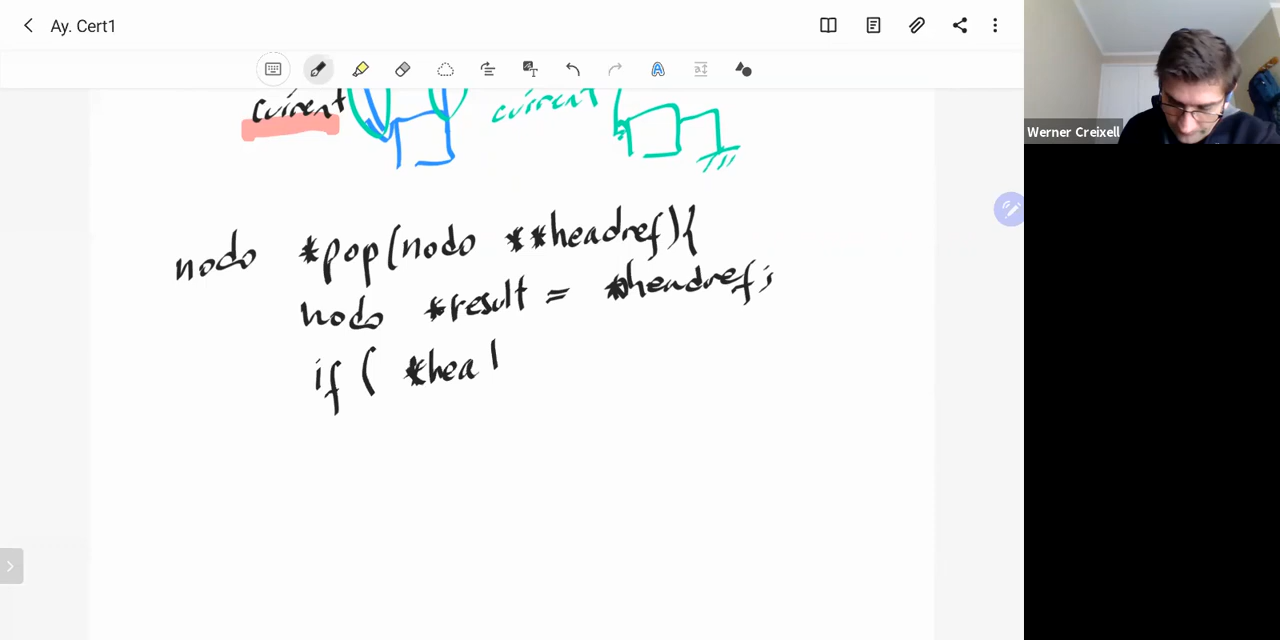 Ay. Cert1
Werner Creixell
current current
nodo *pop(nodo **headref){
nodo *result = *headref;
if ( *hea